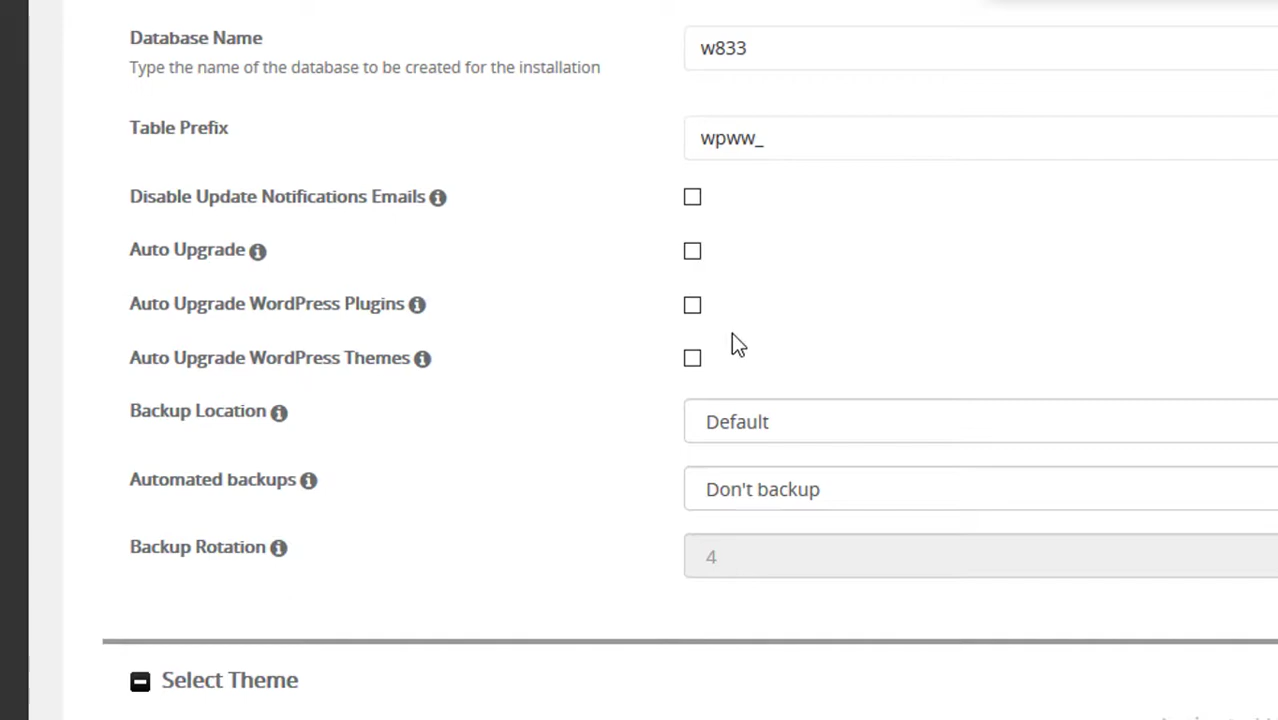 Database Name
w833
Type the name of the database to be created for the installation
Table Prefix
wpww_
Disable Update Notifications Emails
Auto Upgrade
Auto Upgrade WordPress Plugins
Auto Upgrade WordPress Themes
Backup Location
Default
Automated backups
Don't backup
Backup Rotation
4
Select Theme